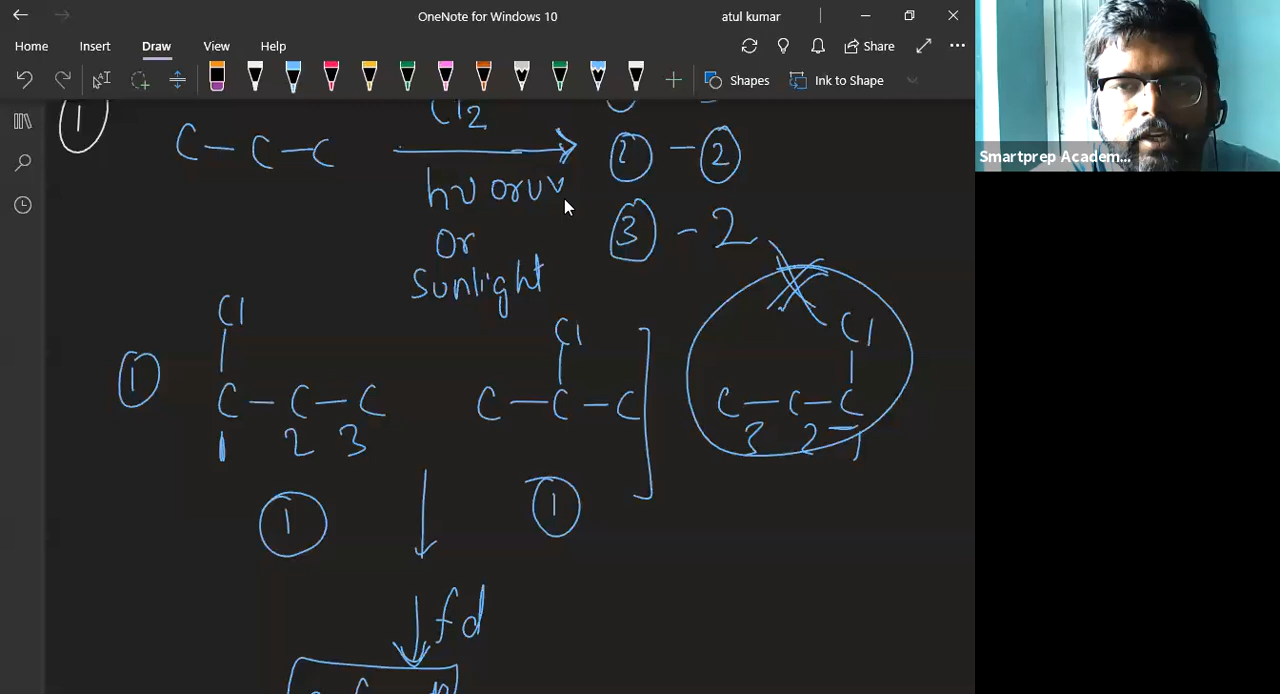 OneNote for Windows 10
atul kumar
Home Insert Draw View Help
Share
Shapes
Ink to Shape
Smartprep Academ...
1
Cl2
C - C - C
hν or uv
or
Sunlight
2 - 2
3 - 2
Cl
Cl
Cl
1
C - C - C
C - C - C
C - C - C
1 2 3
3 2 1
1
1
fd